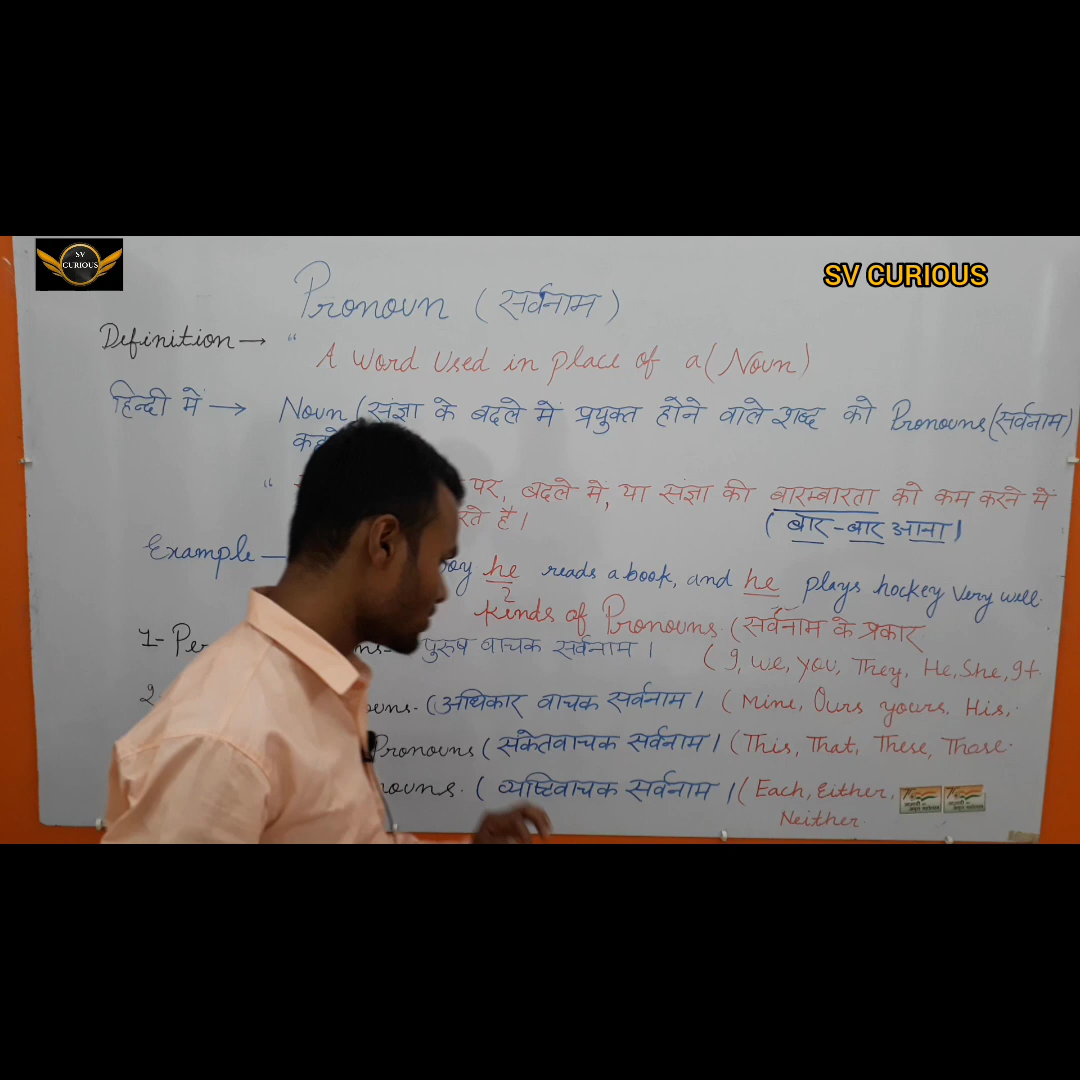 SV CURIOUS
SV CURIOUS
Pronoun (सर्वनाम)
Definition → "
A word used in place of a (Noun)
हिन्दी में → Noun (संज्ञा के बदले में प्रयुक्त होने वाले शब्द को Pronouns (सर्वनाम)
" पर, बदले में, या संज्ञा की बारम्बारता को कम करने में
है। (बार-बार आना)
Example — he reads a book, and he plays hockey very well.
2
kinds of Pronouns. (सर्वनाम के प्रकार
1- पुरुष वाचक सर्वनाम। (I, we, you, They, He, She, It.
2. (अधिकार वाचक सर्वनाम। (Mine, Ours yours, His,
Pronouns (संकेतवाचक सर्वनाम। (This, That, These, Those.
(व्यष्टिवाचक सर्वनाम। (Each, Either,
Neither.